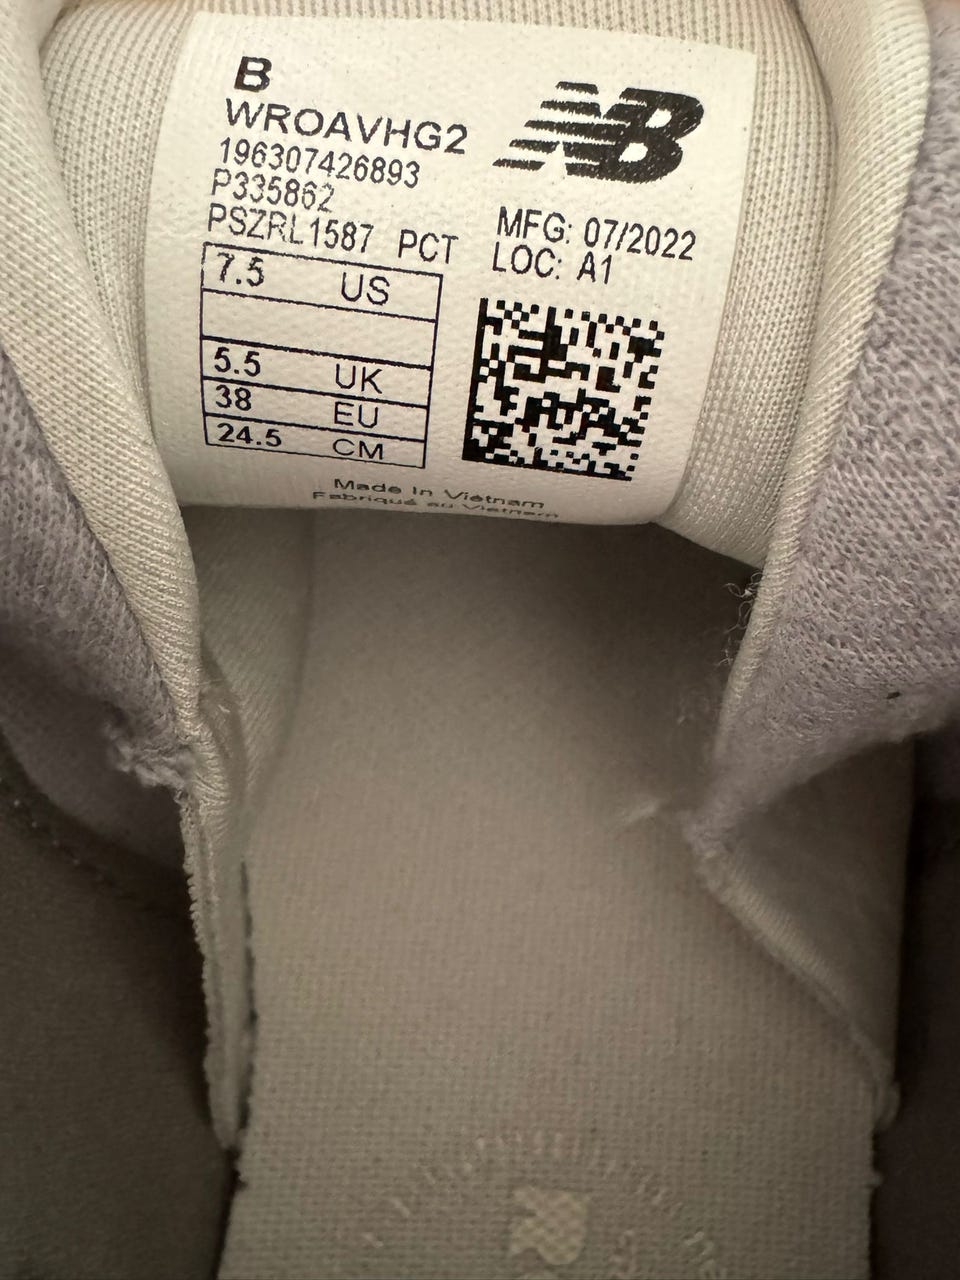 B
WROAVHG2
196307426893
P335862
PSZRL1587 PCT
7.5 US
5.5 UK
38 EU
24.5 CM
NB
MFG: 07/2022
LOC: A1
Made In Vietnam
Fabriqué au Vietnam